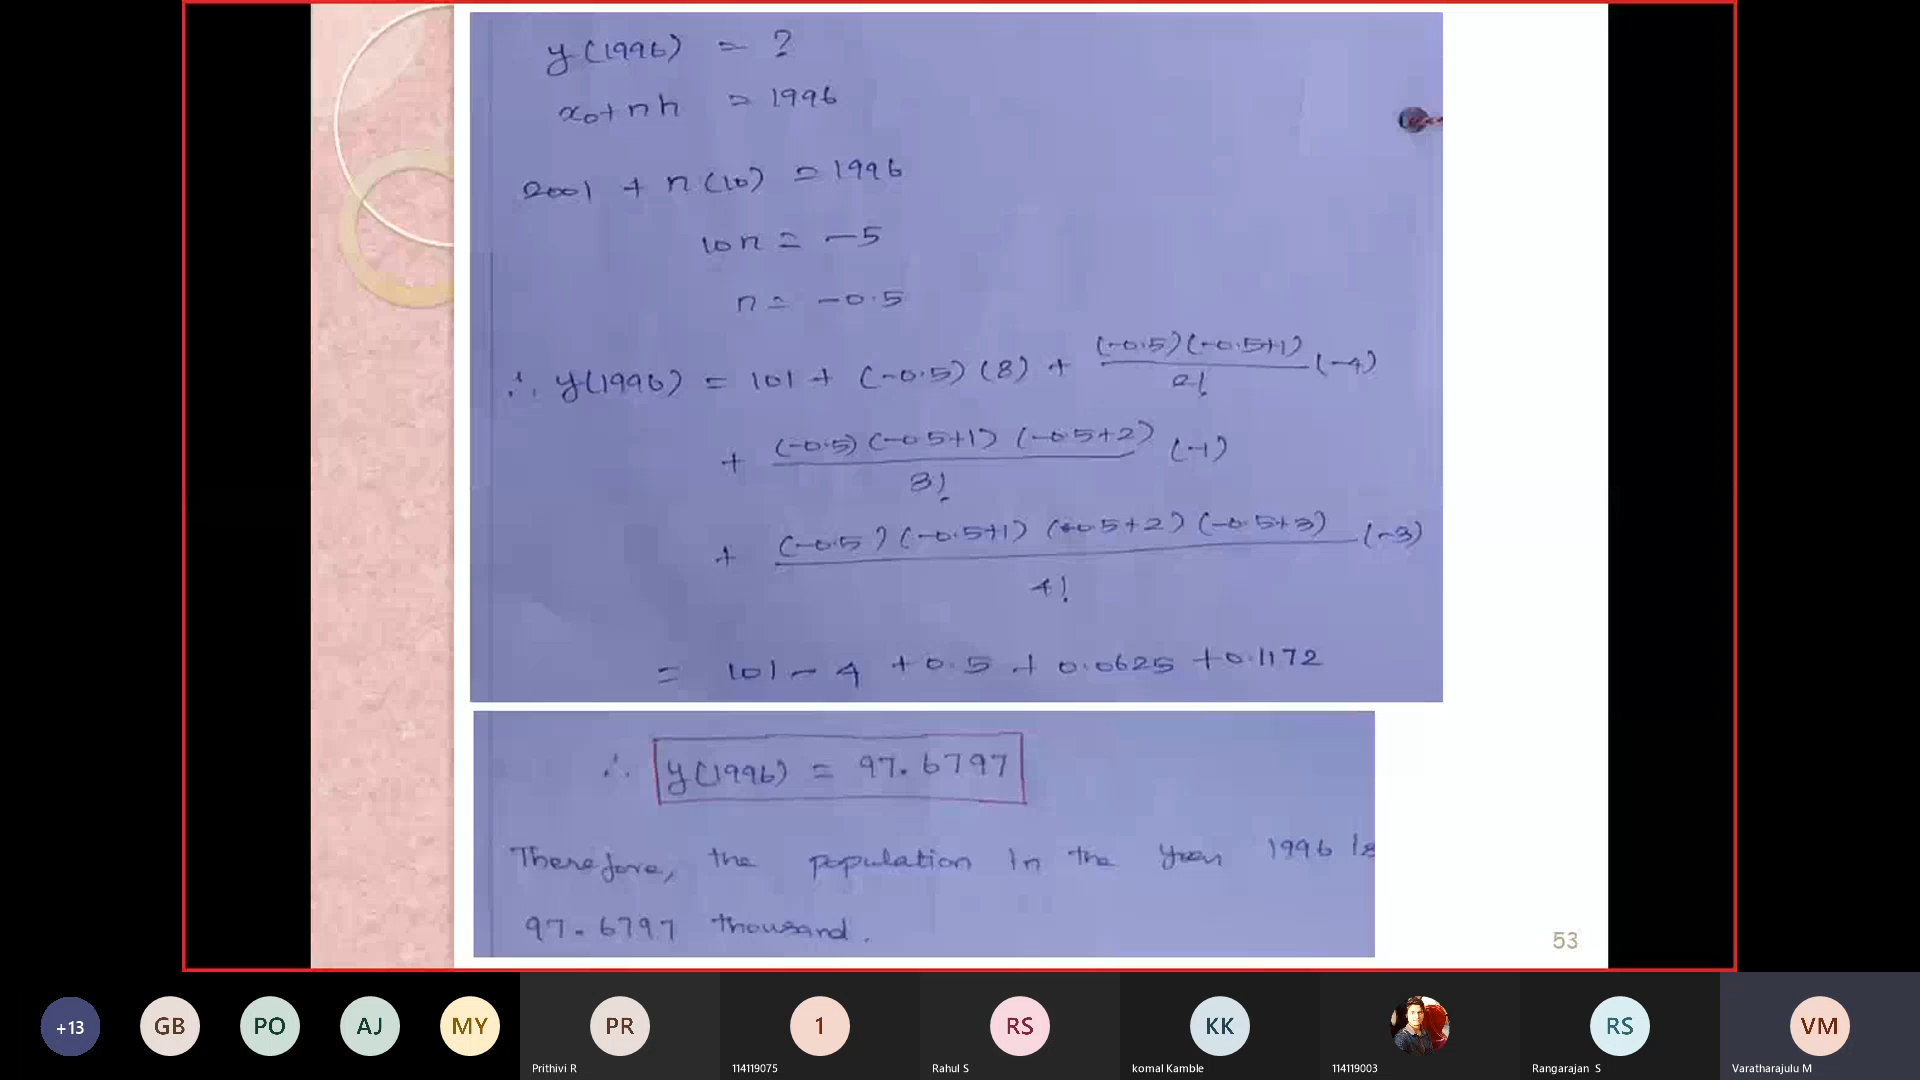 y(1996) = ?
x₀+nh = 1996
2001 + n(10) = 1996
10n = -5
n = -0.5
∴ y(1996) = 101 + (-0.5)(8) + (-0.5)(-0.5+1)/2! (-4)
+ (-0.5)(-0.5+1)(-0.5+2)/3! (-1)
+ (-0.5)(-0.5+1)(-0.5+2)(-0.5+3)/4! (-3)
= 101 - 4 + 0.5 + 0.0625 + 0.1172
∴ y(1996) = 97.6797
Therefore, the population in the year 1996 is
97.6797 thousand.
53
+13 GB PO AJ MY PR 1 RS KK RS VM
Prithivi R 114119075 Rahul S komal Kamble 114119003 Rangarajan S Varatharajulu M